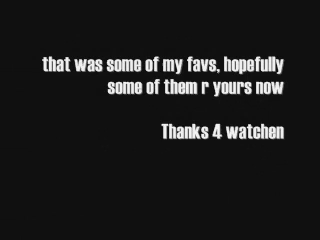 that was some of my favs, hopefully
some of them r yours now
Thanks 4 watchen